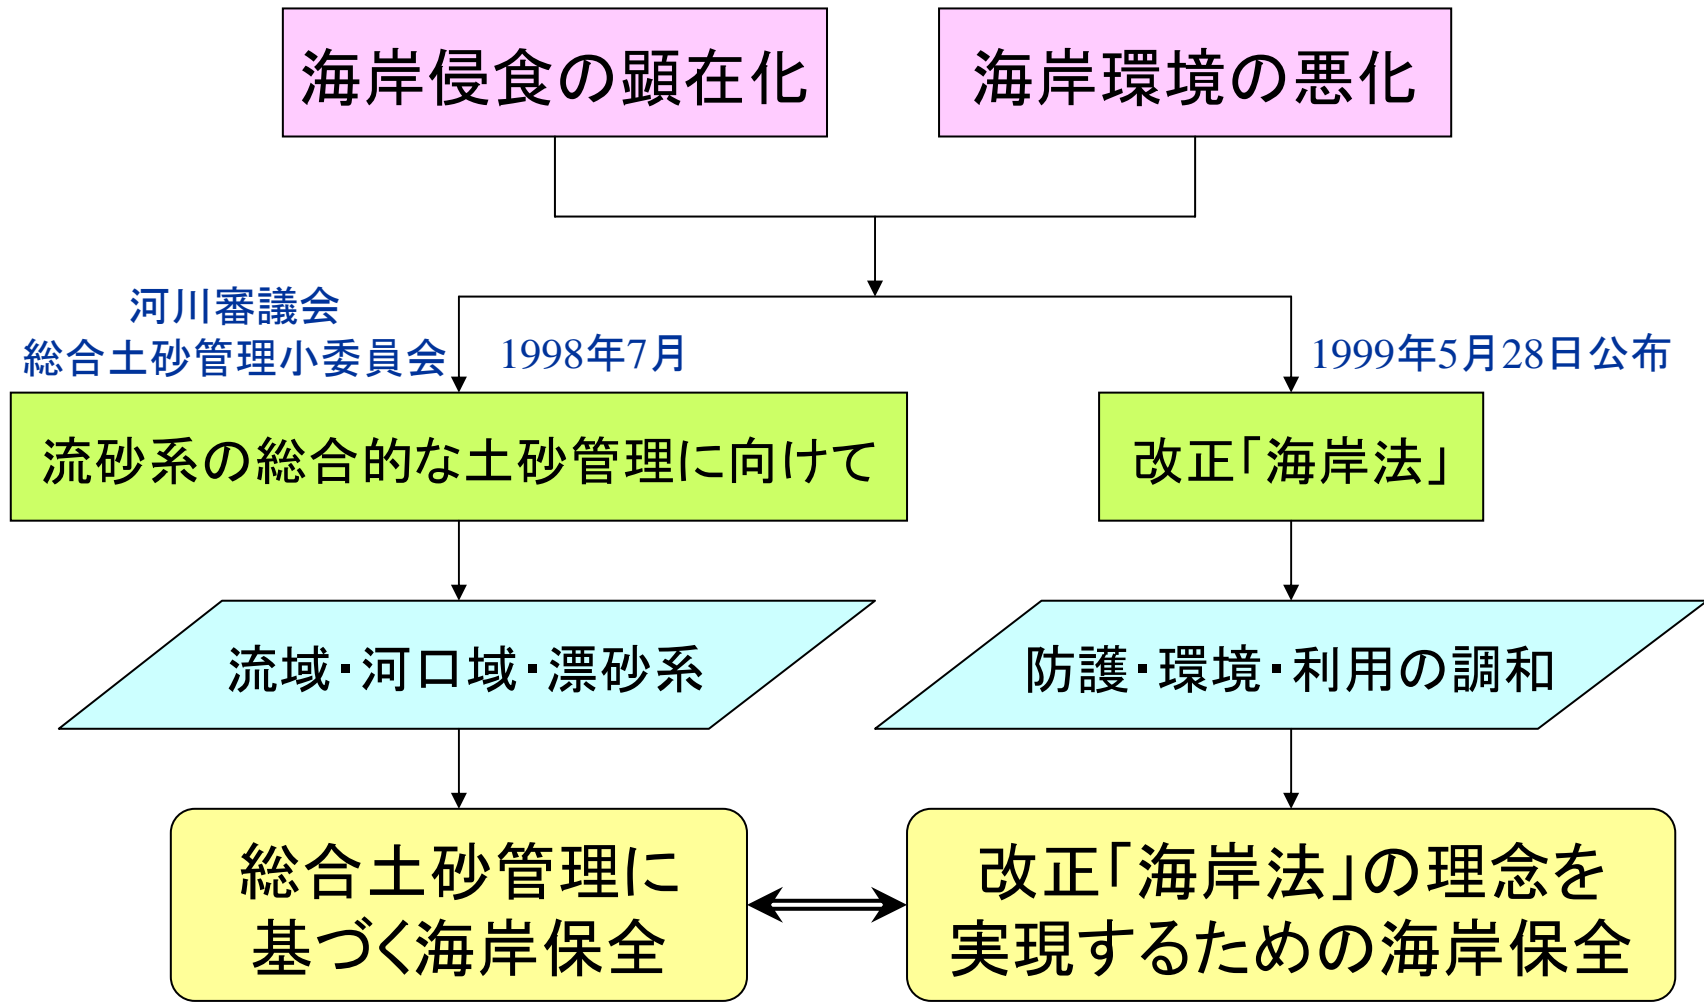 海岸侵食の顕在化
海岸環境の悪化
河川審議会
総合土砂管理小委員会
1998年7月
1999年5月28日公布
流砂系の総合的な土砂管理に向けて
改正「海岸法」
流域・河口域・漂砂系
防護・環境・利用の調和
総合土砂管理に
基づく海岸保全
改正「海岸法」の理念を
実現するための海岸保全